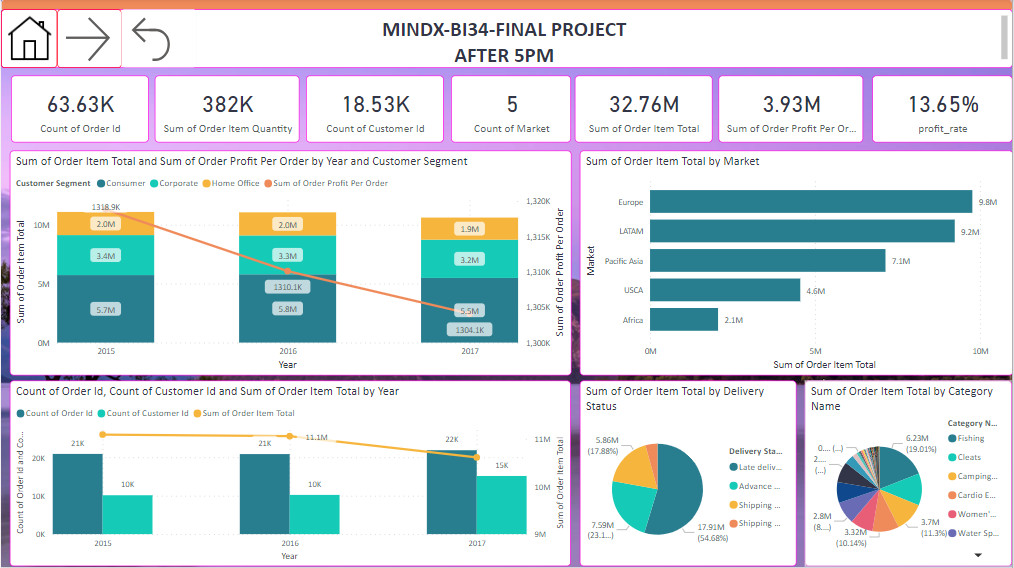 MINDX-BI34-FINAL PROJECT
AFTER 5PM
63.63K
Count of Order Id
382K
Sum of Order Item Quantity
18.53K
Count of Customer Id
5
Count of Market
32.76M
Sum of Order Item Total
3.93M
Sum of Order Profit Per Or...
13.65%
profit_rate
Sum of Order Item Total and Sum of Order Profit Per Order by Year and Customer Segment
Customer Segment Consumer Corporate Home Office Sum of Order Profit Per Order
Sum of Order Item Total
10M
5M
0M
1318.9K
2.0M
3.4M
5.7M
2.0M
3.3M
1310.1K
5.8M
1.9M
3.2M
5.5M
1304.1K
1,320K
1,315K
1,310K
1,305K
1,300K
Sum of Order Profit Per Order
2015 2016 2017
Year
Sum of Order Item Total by Market
Market
Europe 9.8M
LATAM 9.2M
Pacific Asia 7.1M
USCA 4.6M
Africa 2.1M
0M 5M 10M
Sum of Order Item Total
Count of Order Id, Count of Customer Id and Sum of Order Item Total by Year
Count of Order Id Count of Customer Id Sum of Order Item Total
Count of Order Id and Co...
20K
10K
0K
21K
10K
21K
11.1M
10K
22K
15K
11M
10M
9M
Sum of Order Item Total
2015 2016 2017
Year
Sum of Order Item Total by Delivery
Status
5.86M
(17.88%)
7.59M
(23.1...)
17.91M
(54.68%)
Delivery Sta...
Late deliv...
Advance ...
Shipping ...
Shipping ...
Sum of Order Item Total by Category
Name
0.... (...)
2....
(...)
2.8M
(8....)
3.32M
(10.14%)
3.7M
(11.3%)
6.23M
(19.01%)
Category N...
Fishing
Cleats
Camping...
Cardio E...
Women'...
Water Sp...